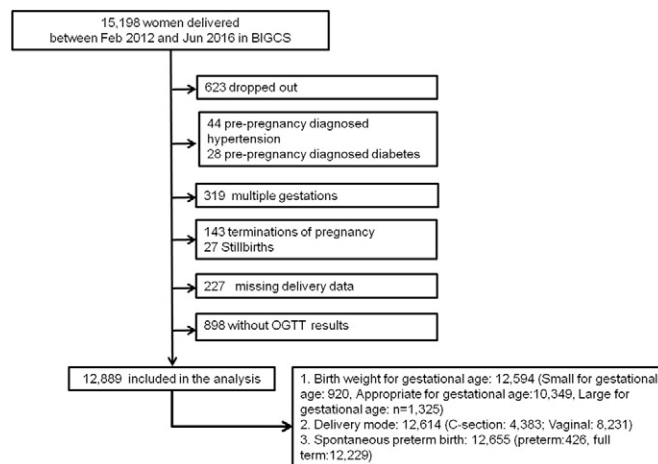 15,198 women delivered
between Feb 2012 and Jun 2016 in BIGCS
623 dropped out
44 pre-pregnancy diagnosed
hypertension
28 pre-pregnancy diagnosed diabetes
319 multiple gestations
143 terminations of pregnancy
27 Stillbirths
227 missing delivery data
898 without OGTT results
12,889 included in the analysis
1. Birth weight for gestational age: 12,594 (Small for gestational
age: 920, Appropriate for gestational age:10,349, Large for
gestational age: n=1,325)
2. Delivery mode: 12,614 (C-section: 4,383; Vaginal: 8,231)
3. Spontaneous preterm birth: 12,655 (preterm:426, full
term:12,229)